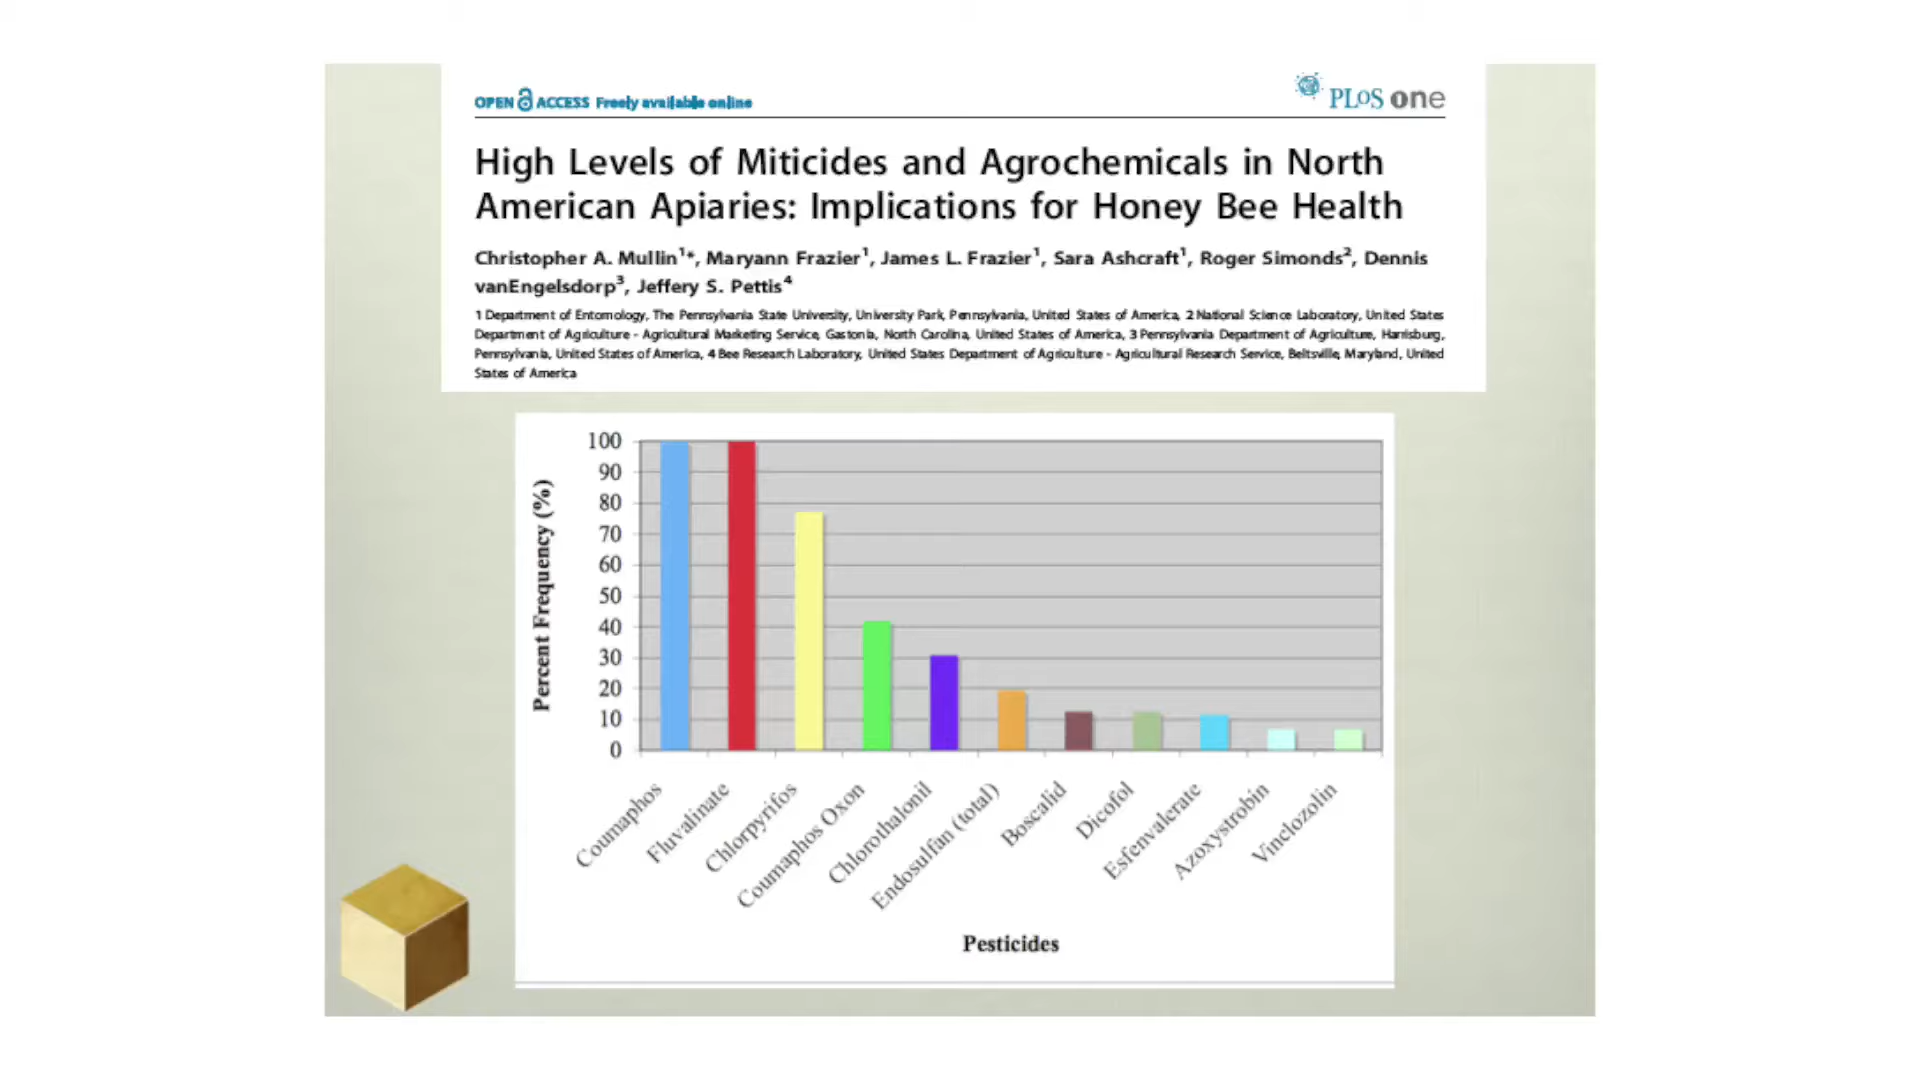 OPEN ACCESS Freely available online
PLoS one
High Levels of Miticides and Agrochemicals in North
American Apiaries: Implications for Honey Bee Health
Christopher A. Mullin1*, Maryann Frazier1, James L. Frazier1, Sara Ashcraft1, Roger Simonds2, Dennis
vanEngelsdorp3, Jeffery S. Pettis4
1 Department of Entomology, The Pennsylvania State University, University Park, Pennsylvania, United States of America, 2 National Science Laboratory, United States
Department of Agriculture - Agricultural Marketing Service, Gastonia, North Carolina, United States of America, 3 Pennsylvania Department of Agriculture, Harrisburg,
Pennsylvania, United States of America, 4 Bee Research Laboratory, United States Department of Agriculture - Agricultural Research Service, Beltsville, Maryland, United
States of America
Percent Frequency (%)
100
90
80
70
60
50
40
30
20
10
0
Coumaphos
Fluvalinate
Chlorpyrifos
Coumaphos Oxon
Chlorothalonil
Endosulfan (total)
Boscalid
Dicofol
Esfenvalerate
Azoxystrobin
Vinclozolin
Pesticides